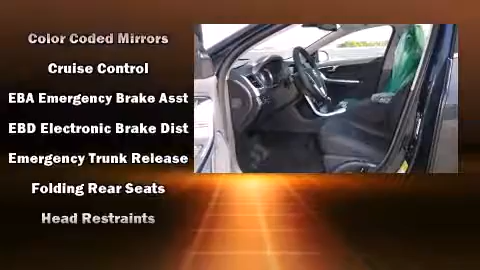 Color Coded Mirrors
Cruise Control
EBA Emergency Brake Asst
EBD Electronic Brake Dist
Emergency Trunk Release
Folding Rear Seats
Head Restraints